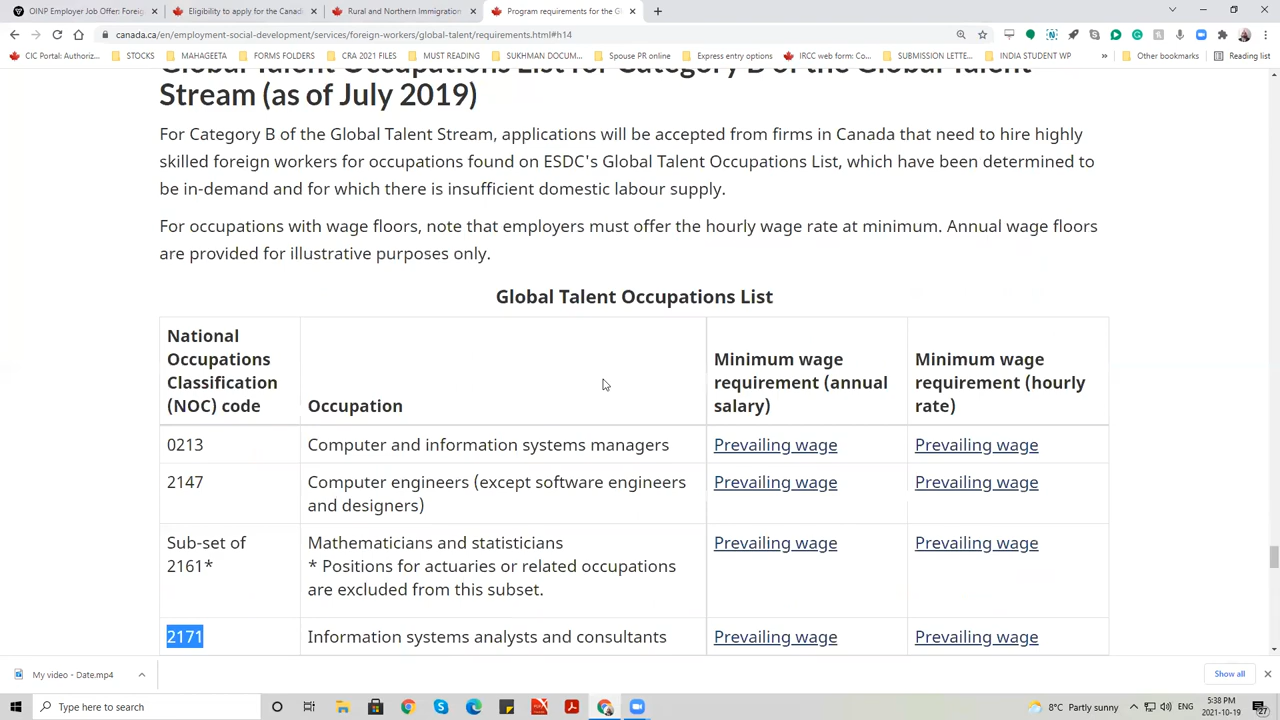 OINP Employer Job Offer: Foreig
Eligibility to apply for the Canadi
Rural and Northern Immigration
Program requirements for the Gl
canada.ca/en/employment-social-development/services/foreign-workers/global-talent/requirements.html#h14
CIC Portal: Authoriz...
STOCKS
MAHAGEETA
FORMS FOLDERS
CRA 2021 FILES
MUST READING
SUKHMAN DOCUM...
Spouse PR online
Express entry options
IRCC web form: Co...
SUBMISSION LETTE...
INDIA STUDENT WP
»
Other bookmarks
Reading list
Global Talent Occupations List for Category B of the Global Talent
Stream (as of July 2019)
For Category B of the Global Talent Stream, applications will be accepted from firms in Canada that need to hire highly
skilled foreign workers for occupations found on ESDC's Global Talent Occupations List, which have been determined to
be in-demand and for which there is insufficient domestic labour supply.
For occupations with wage floors, note that employers must offer the hourly wage rate at minimum. Annual wage floors
are provided for illustrative purposes only.
Global Talent Occupations List
National
Occupations
Classification
(NOC) code
Occupation
Minimum wage
requirement (annual
salary)
Minimum wage
requirement (hourly
rate)
0213
Computer and information systems managers
Prevailing wage
Prevailing wage
2147
Computer engineers (except software engineers
and designers)
Prevailing wage
Prevailing wage
Sub-set of
2161*
Mathematicians and statisticians
* Positions for actuaries or related occupations
are excluded from this subset.
Prevailing wage
Prevailing wage
2171
Information systems analysts and consultants
Prevailing wage
Prevailing wage
My video - Date.mp4
Show all
Type here to search
8°C Partly sunny
ENG
5:38 PM
2021-10-19
27